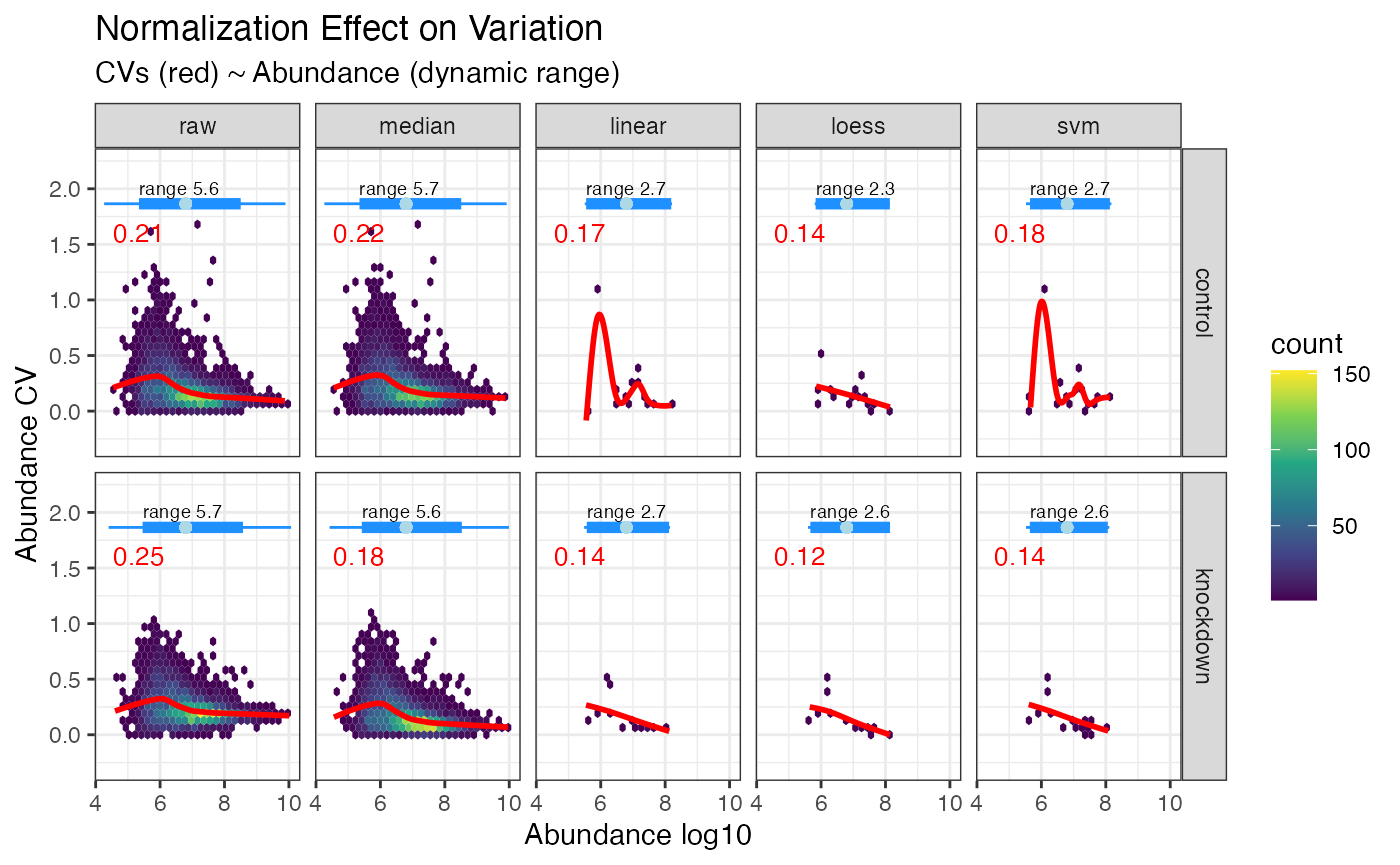 Normalization Effect on Variation
CVs (red) ~ Abundance (dynamic range)
raw median linear loess svm
range 5.6 range 5.7 range 2.7 range 2.3 range 2.7
0.21 0.22 0.17 0.14 0.18
2.0
1.5
1.0
0.5
0.0
control
range 5.7 range 5.6 range 2.7 range 2.6 range 2.6
0.25 0.18 0.14 0.12 0.14
2.0
1.5
1.0
0.5
0.0
knockdown
4 6 8 10 4 6 8 10 4 6 8 10 4 6 8 10 4 6 8 10
Abundance log10
Abundance CV
count
150
100
50